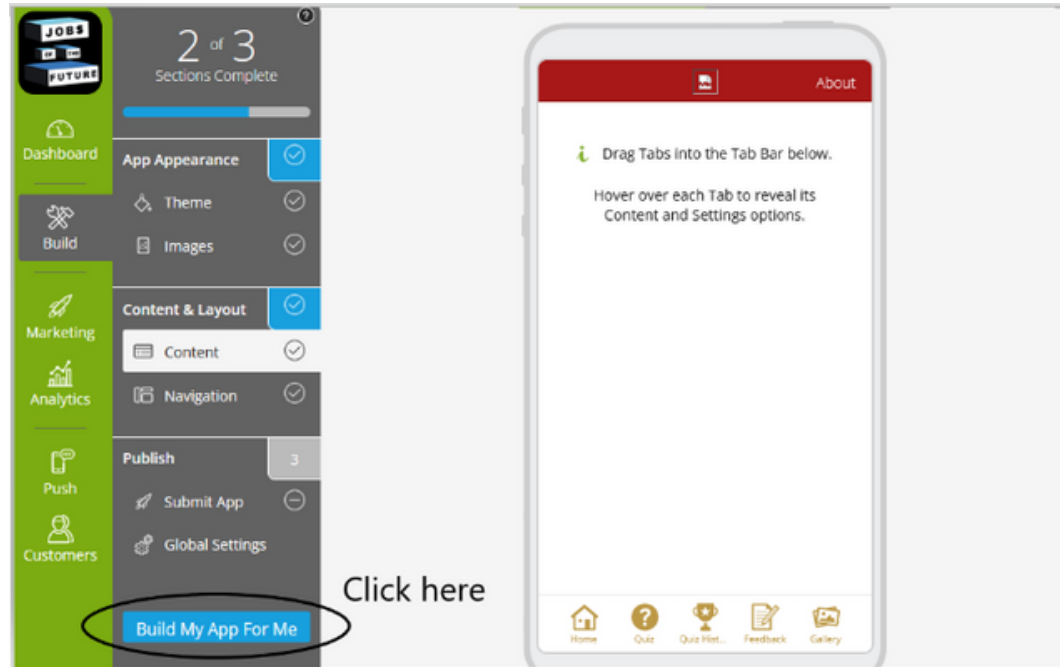 JOBS
OF THE
FUTURE
Dashboard
Build
Marketing
Analytics
Push
Customers
?
2 of 3
Sections Complete
App Appearance
Theme
Images
Content & Layout
Content
Navigation
Publish
3
Submit App
Global Settings
Build My App For Me
Click here
About
i Drag Tabs into the Tab Bar below.
Hover over each Tab to reveal its
Content and Settings options.
Home
?
Quiz
Quiz Hist...
Feedback
Gallery